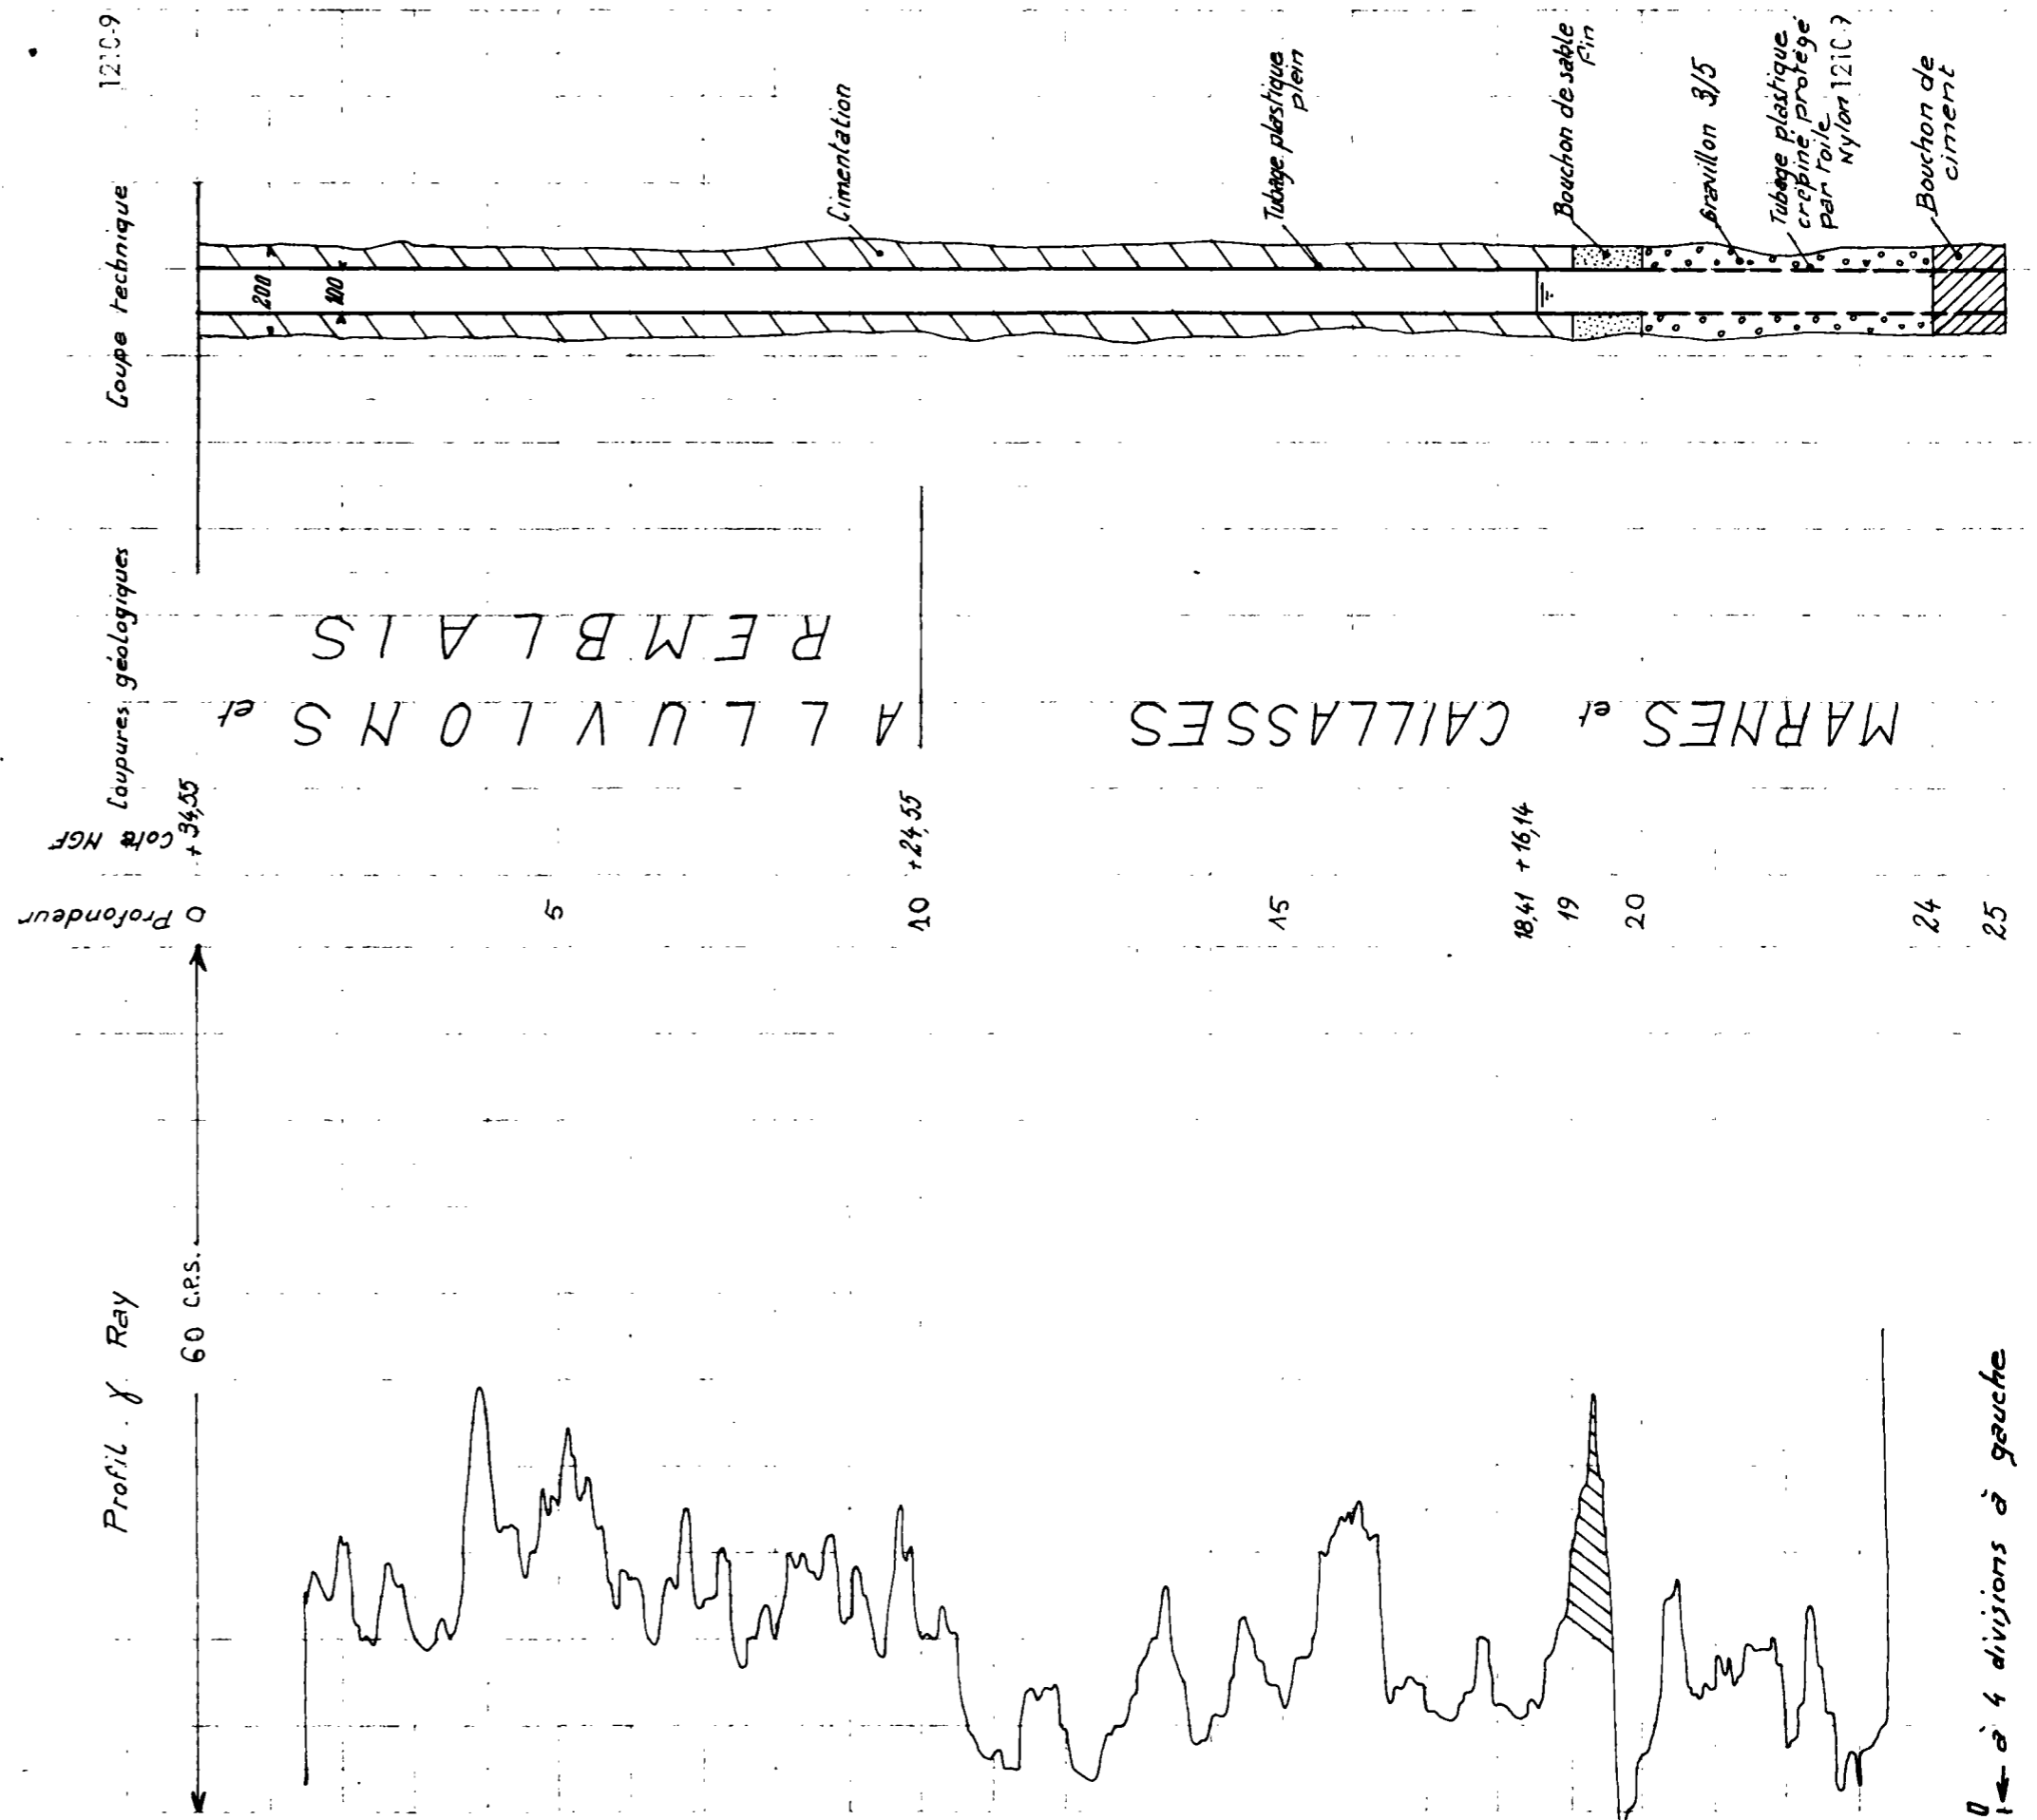 1210-9
Profil γ Ray
60 C.P.S.
Profondeur
Cote NGF
Coupures géologiques
Coupe technique
0
+34,55
5
10
+24,55
15
18,41 +16,14
19
20
24
25
ALLUVIONS et
REMBLAIS
MARNES et CAILLASSES
200
100
Cimentation
Tubage plastique
plein
Bouchon de sable
Fin
Gravillon 3/5
Tubage plastique
crépiné protégé
par toile
Nylon 1210-7
Bouchon de
ciment
0
← à 4 divisions à gauche